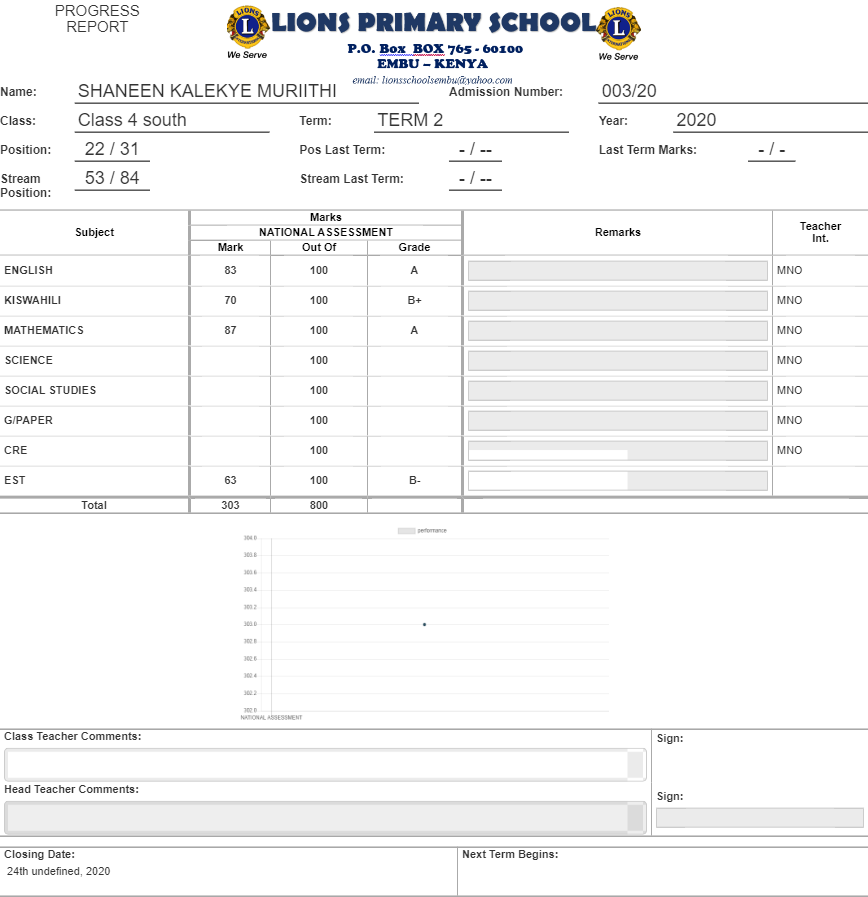 PROGRESS
REPORT
LIONS PRIMARY SCHOOL
LIONS L INTERNATIONAL
We Serve
LIONS L INTERNATIONAL
We Serve
P.O. Box BOX 765 - 60100
EMBU – KENYA
email: lionsschoolsembu@yahoo.com
Name: SHANEEN KALEKYE MURIITHI Admission Number: 003/20
Class: Class 4 south Term: TERM 2 Year: 2020
Position: 22 / 31 Pos Last Term: - / -- Last Term Marks: - / -
Stream Position: 53 / 84 Stream Last Term: - / --
Subject Marks Remarks Teacher Int.
NATIONAL ASSESSMENT
Mark Out Of Grade
ENGLISH 83 100 A MNO
KISWAHILI 70 100 B+ MNO
MATHEMATICS 87 100 A MNO
SCIENCE 100 MNO
SOCIAL STUDIES 100 MNO
G/PAPER 100 MNO
CRE 100 MNO
EST 63 100 B-
Total 303 800
performance
304.0
303.8
303.6
303.4
303.2
303.0
302.8
302.6
302.4
302.2
302.0
NATIONAL ASSESSMENT
Class Teacher Comments: Sign:
Head Teacher Comments: Sign:
Closing Date: Next Term Begins:
24th undefined, 2020